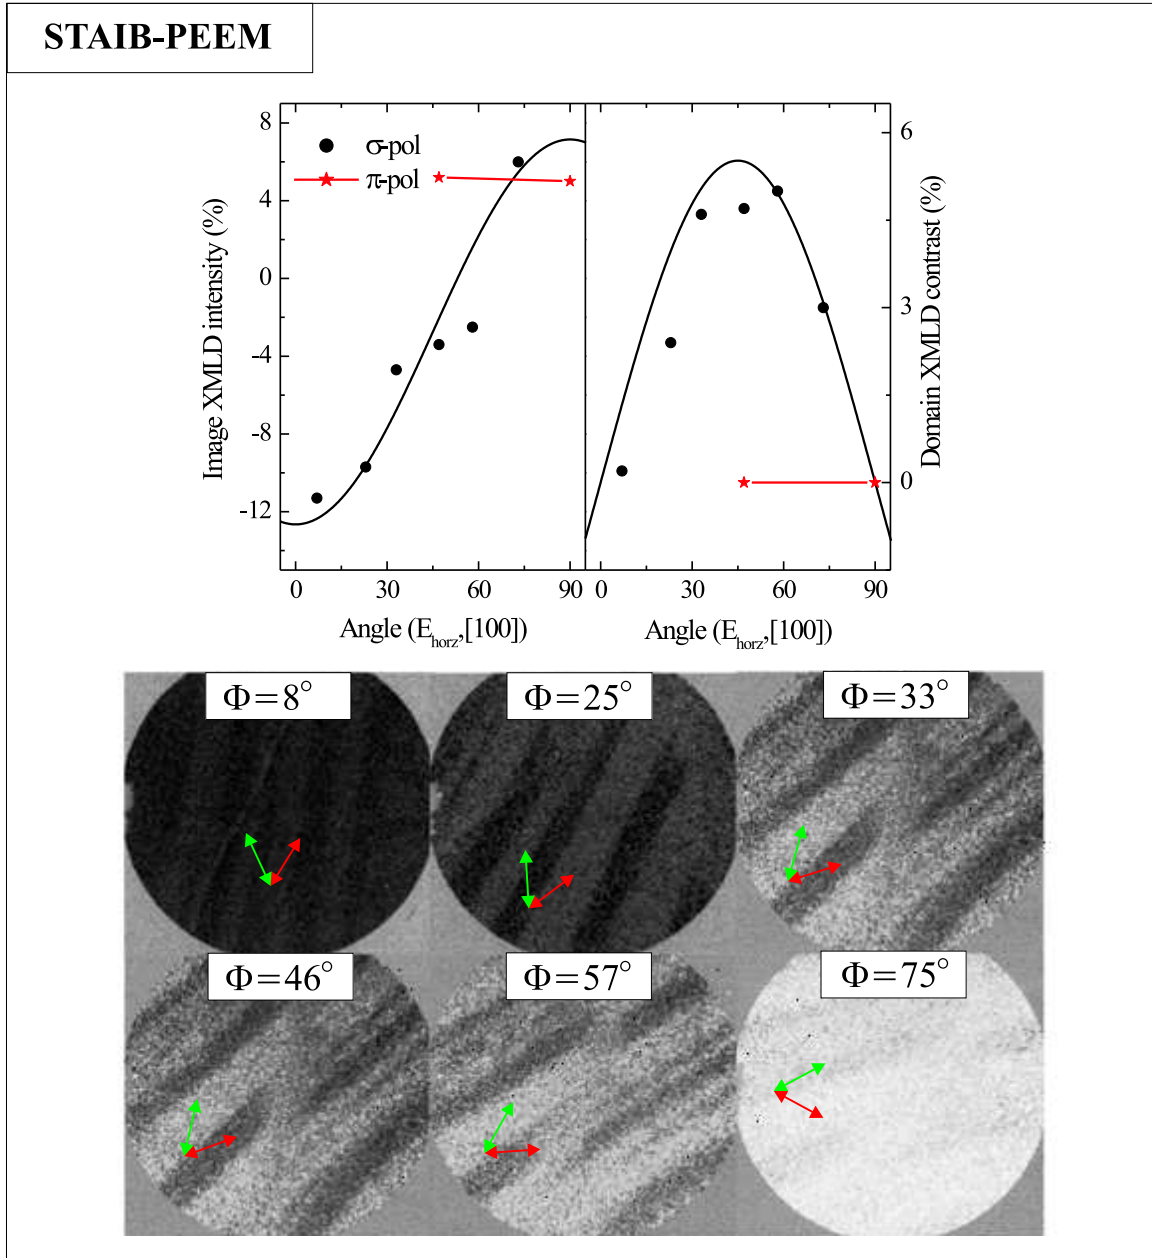 STAIB-PEEM
8
4
0
-4
-8
-12
Image XMLD intensity (%)
σ-pol
π-pol
6
3
0
Domain XMLD contrast (%)
0 30 60 90 0 30 60 90
Angle (E_horz,[100]) Angle (E_horz,[100])
Φ=8° Φ=25° Φ=33°
Φ=46° Φ=57° Φ=75°